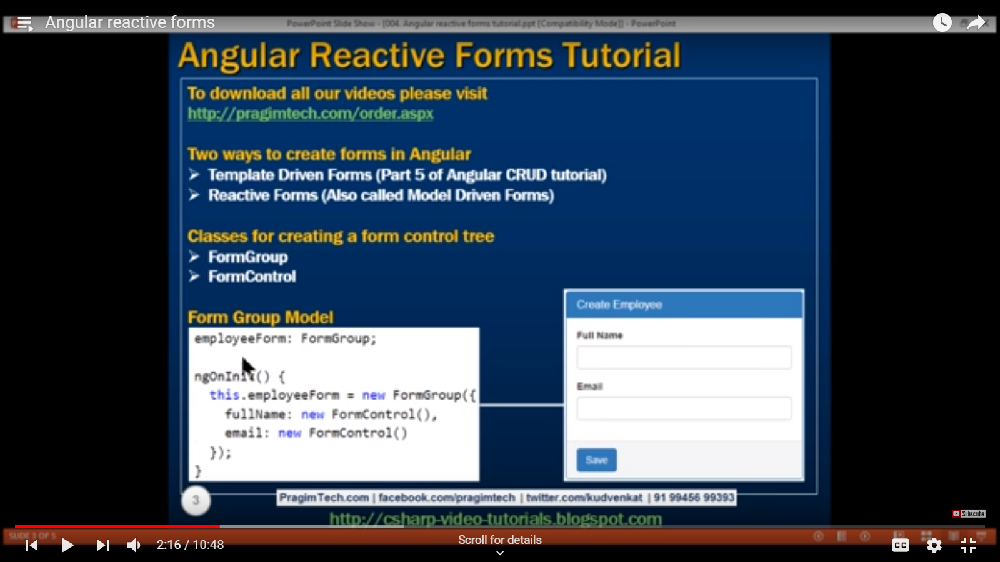 Angular reactive forms
PowerPoint Slide Show - [004. Angular reactive forms tutorial.ppt [Compatibility Mode]] - PowerPoint
Angular Reactive Forms Tutorial
To download all our videos please visit
http://pragimtech.com/order.aspx
Two ways to create forms in Angular
Template Driven Forms (Part 5 of Angular CRUD tutorial)
Reactive Forms (Also called Model Driven Forms)
Classes for creating a form control tree
FormGroup
FormControl
Form Group Model
employeeForm: FormGroup;
ngOnInit() {
this.employeeForm = new FormGroup({
fullName: new FormControl(),
email: new FormControl()
});
}
Create Employee
Full Name
Email
Save
3
PragimTech.com | facebook.com/pragimtech | twitter.com/kudvenkat | 91 99456 99393
http://csharp-video-tutorials.blogspot.com
Subscribe
SLIDE 3 OF 5
2:16 / 10:48
Scroll for details
CC